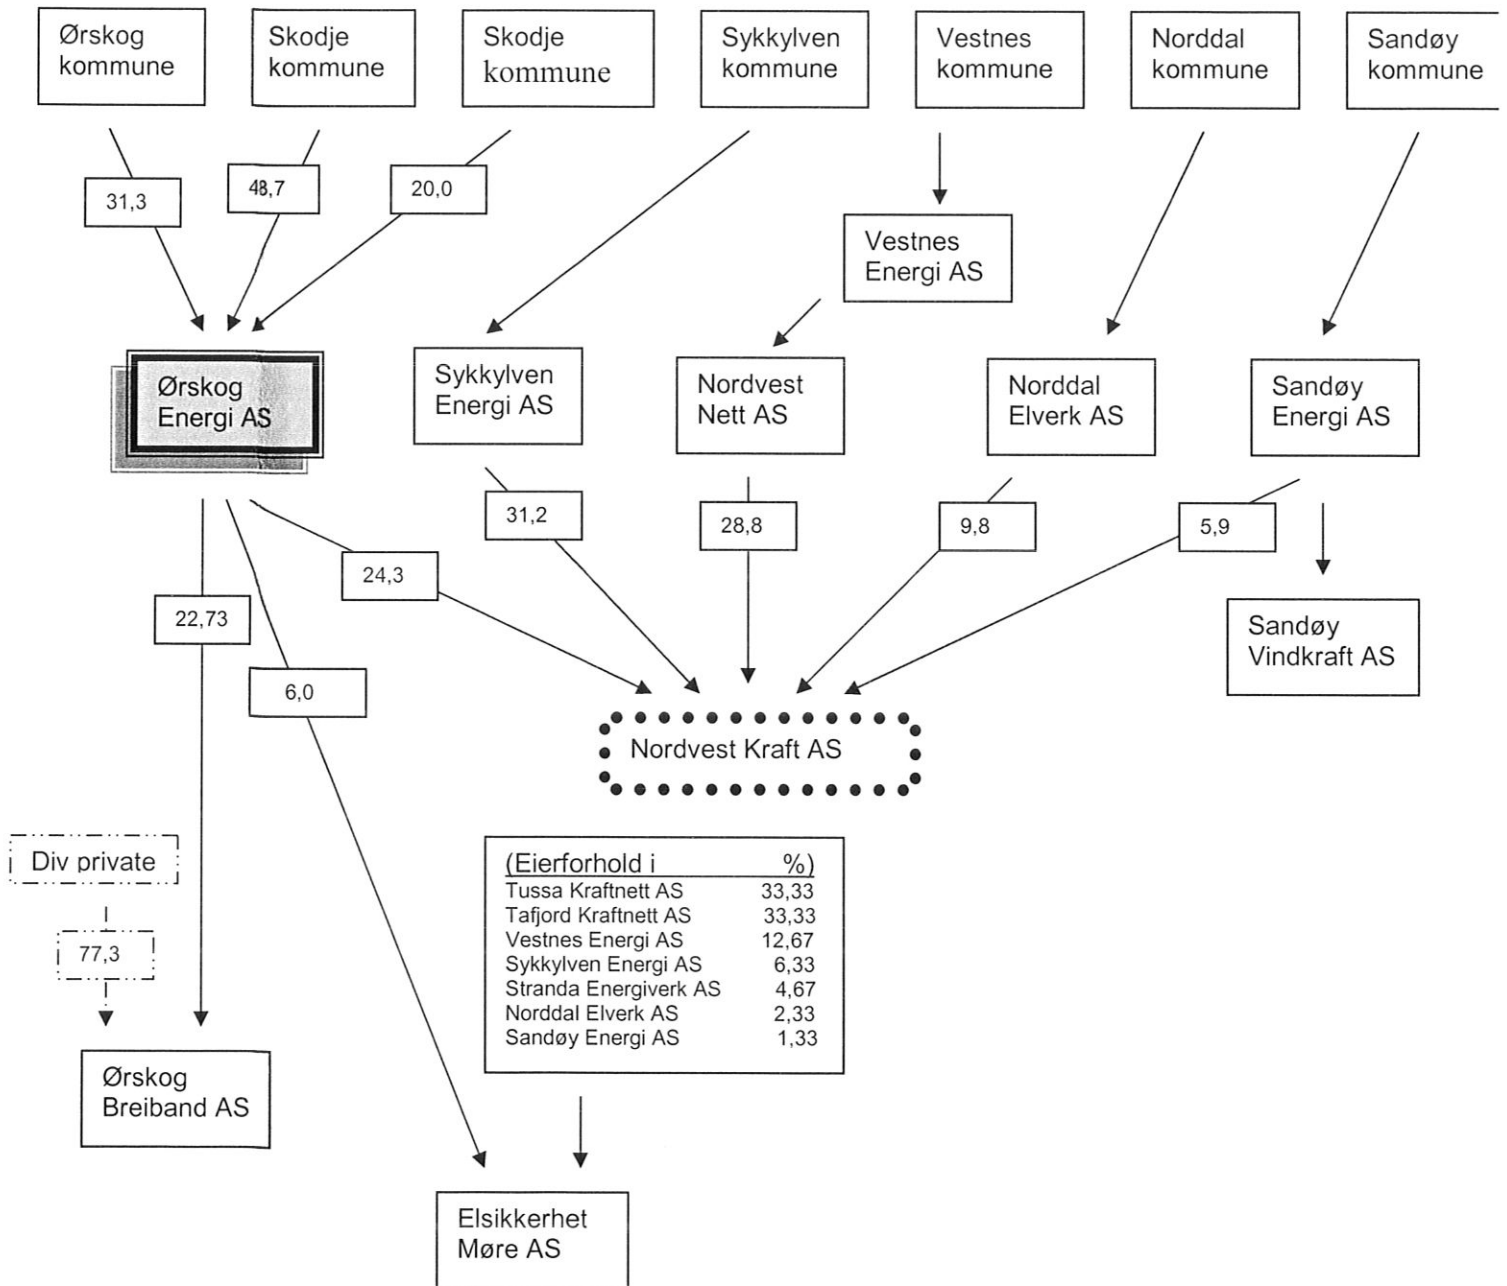 Ørskog
kommune
Skodje
kommune
Skodje
kommune
Sykkylven
kommune
Vestnes
kommune
Norddal
kommune
Sandøy
kommune
31,3
48,7
20,0
Vestnes
Energi AS
Ørskog
Energi AS
Sykkylven
Energi AS
Nordvest
Nett AS
Norddal
Elverk AS
Sandøy
Energi AS
31,2
28,8
9,8
5,9
24,3
22,73
6,0
Sandøy
Vindkraft AS
Nordvest Kraft AS
Div private
77,3
(Eierforhold i %)
Tussa Kraftnett AS 33,33
Tafjord Kraftnett AS 33,33
Vestnes Energi AS 12,67
Sykkylven Energi AS 6,33
Stranda Energiverk AS 4,67
Norddal Elverk AS 2,33
Sandøy Energi AS 1,33
Ørskog
Breiband AS
Elsikkerhet
Møre AS